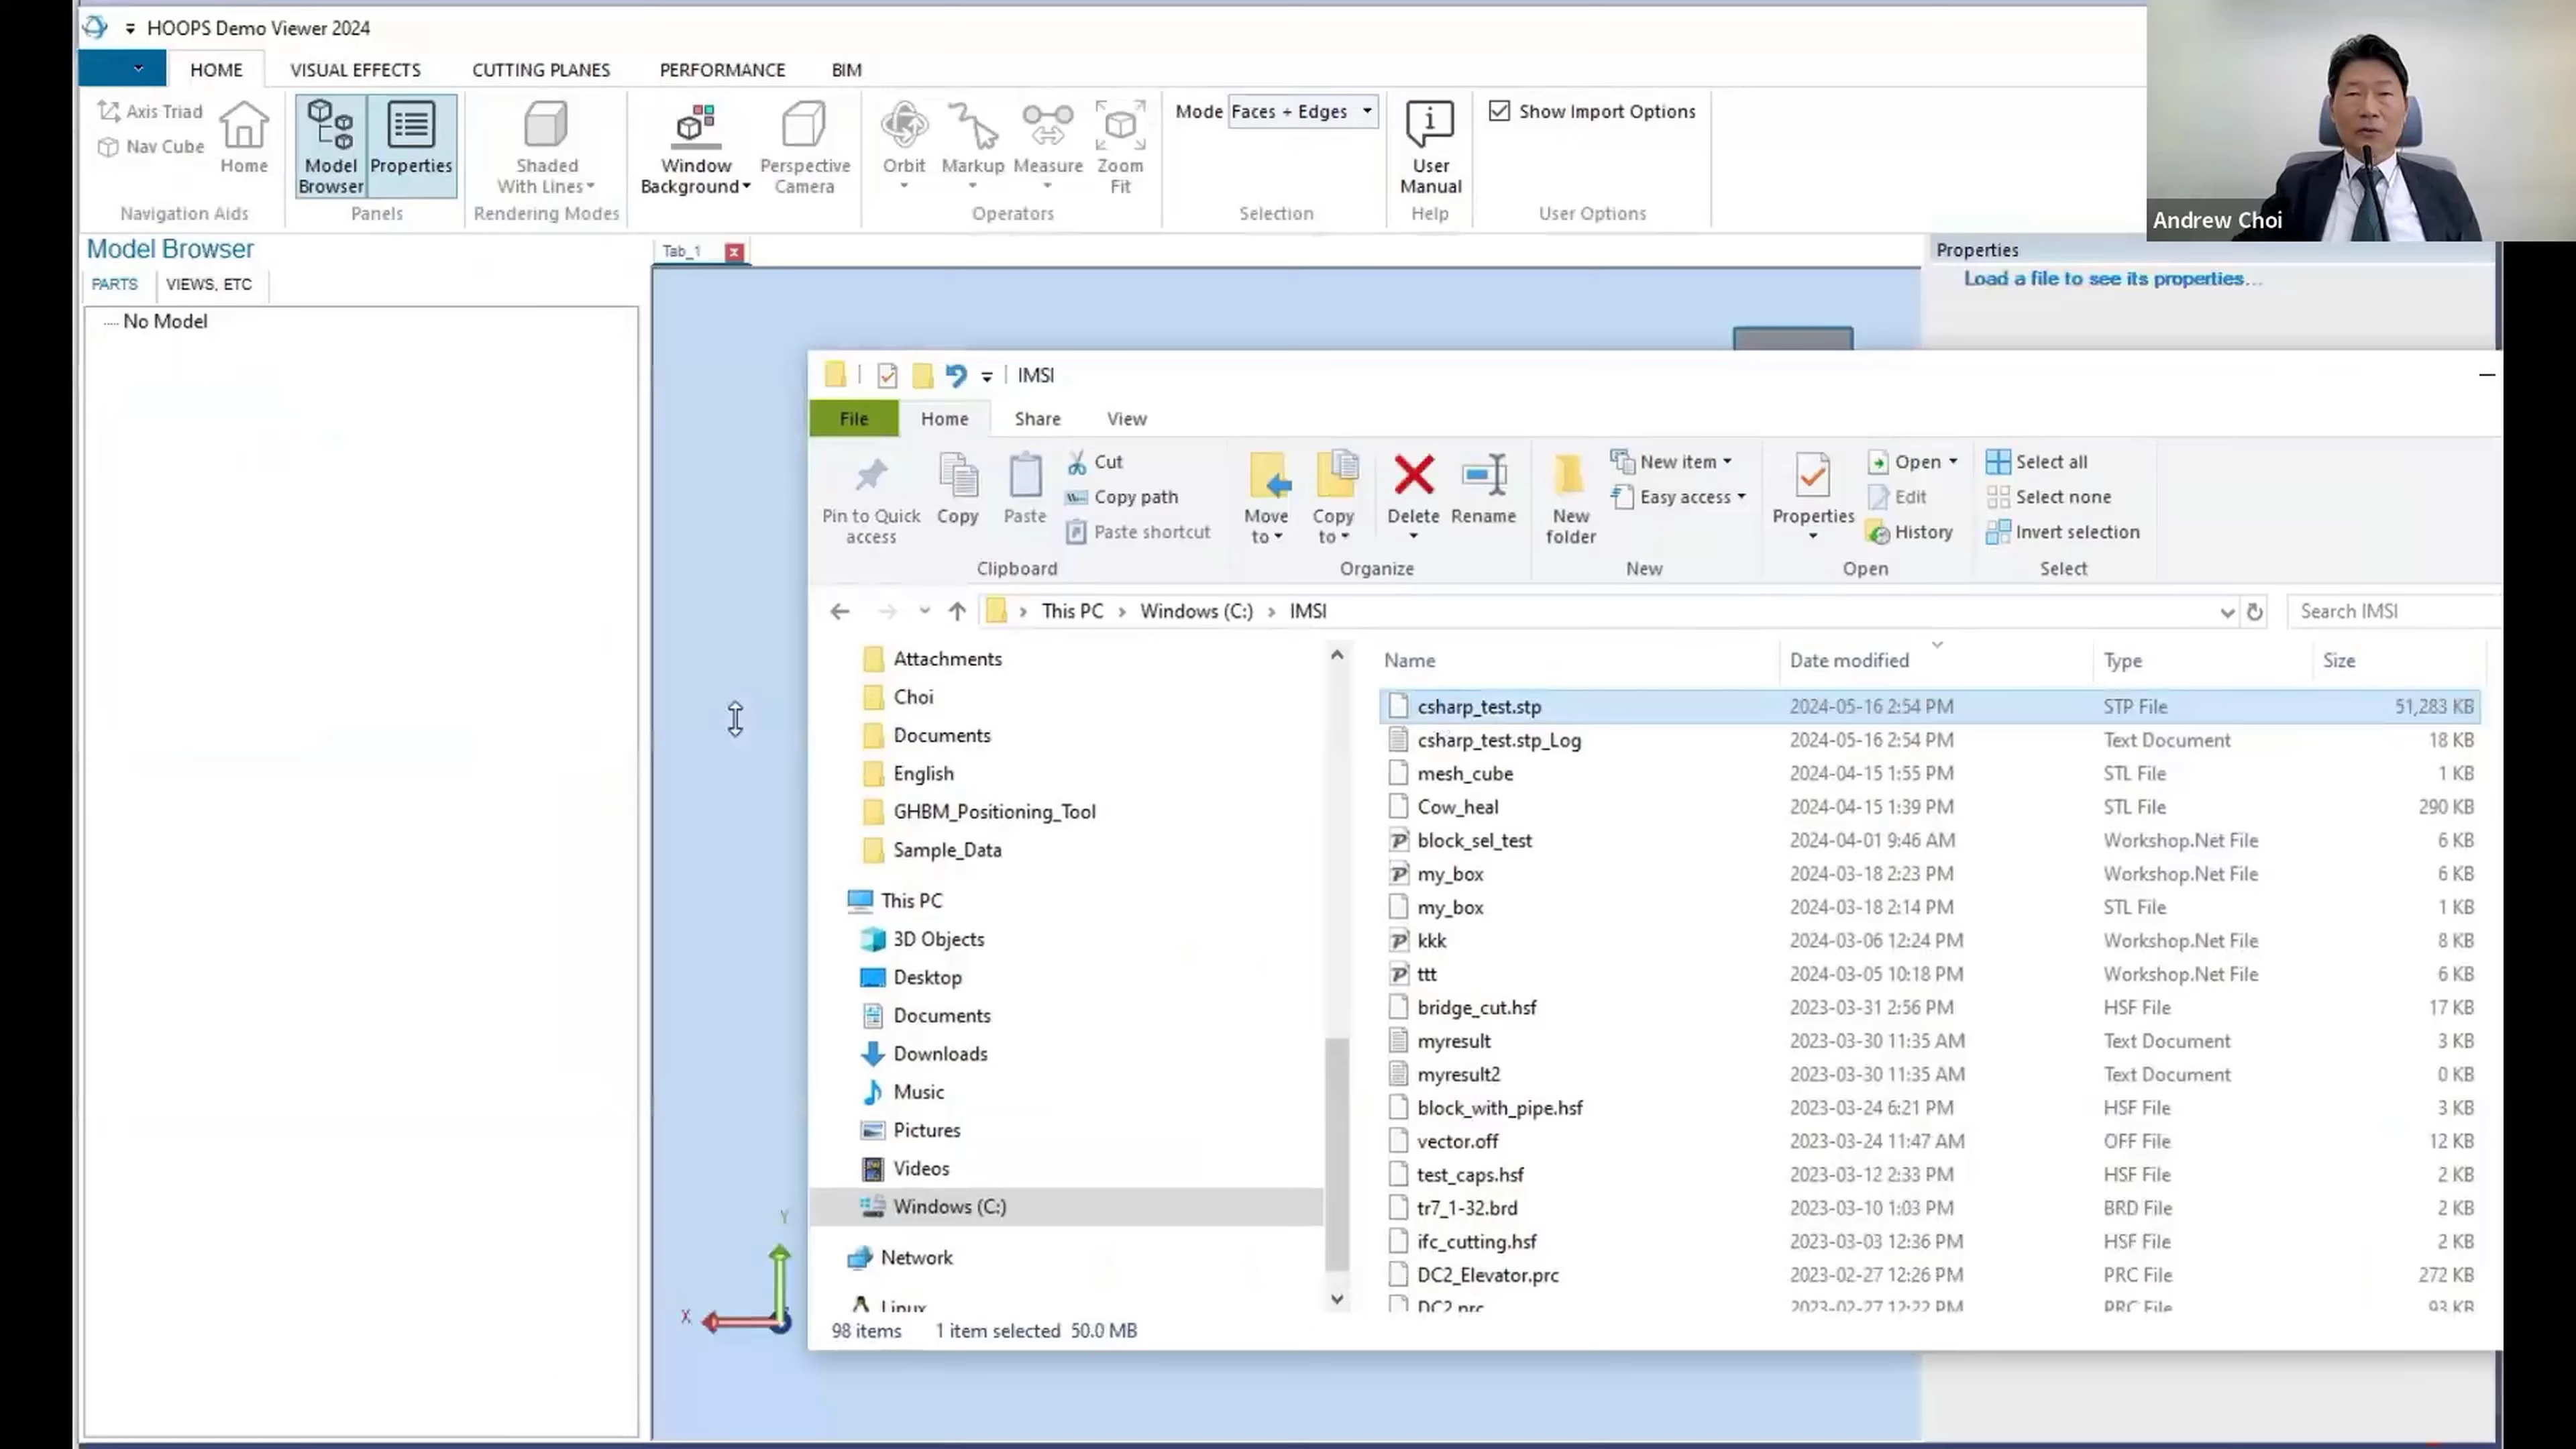 HOOPS Demo Viewer 2024
HOME VISUAL EFFECTS CUTTING PLANES PERFORMANCE BIM
Axis Triad
Nav Cube
Home
Navigation Aids
Model Browser
Properties
Panels
Shaded With Lines
Rendering Modes
Window Background
Perspective Camera
Orbit
Markup
Measure
Zoom Fit
Operators
Mode Faces + Edges
Selection
User Manual
Help
Show Import Options
User Options
Andrew Choi
Model Browser
PARTS VIEWS, ETC
No Model
Tab_1
Properties
Load a file to see its properties...
IMSI
File Home Share View
Pin to Quick access
Copy
Paste
Cut
Copy path
Paste shortcut
Clipboard
Move to
Copy to
Delete
Rename
Organize
New folder
New item
Easy access
New
Properties
Open
Edit
History
Open
Select all
Select none
Invert selection
Select
This PC Windows (C:) IMSI
Search IMSI
Attachments
Choi
Documents
English
GHBM_Positioning_Tool
Sample_Data
This PC
3D Objects
Desktop
Documents
Downloads
Music
Pictures
Videos
Windows (C:)
Network
Linux
Name Date modified Type Size
csharp_test.stp 2024-05-16 2:54 PM STP File 51,283 KB
csharp_test.stp_Log 2024-05-16 2:54 PM Text Document 18 KB
mesh_cube 2024-04-15 1:55 PM STL File 1 KB
Cow_heal 2024-04-15 1:39 PM STL File 290 KB
block_sel_test 2024-04-01 9:46 AM Workshop.Net File 6 KB
my_box 2024-03-18 2:23 PM Workshop.Net File 6 KB
my_box 2024-03-18 2:14 PM STL File 1 KB
kkk 2024-03-06 12:24 PM Workshop.Net File 8 KB
ttt 2024-03-05 10:18 PM Workshop.Net File 6 KB
bridge_cut.hsf 2023-03-31 2:56 PM HSF File 17 KB
myresult 2023-03-30 11:35 AM Text Document 3 KB
myresult2 2023-03-30 11:35 AM Text Document 0 KB
block_with_pipe.hsf 2023-03-24 6:21 PM HSF File 3 KB
vector.off 2023-03-24 11:47 AM OFF File 12 KB
test_caps.hsf 2023-03-12 2:33 PM HSF File 2 KB
tr7_1-32.brd 2023-03-10 1:03 PM BRD File 2 KB
ifc_cutting.hsf 2023-03-03 12:36 PM HSF File 2 KB
DC2_Elevator.prc 2023-02-27 12:26 PM PRC File 272 KB
DC2.prc 2023-02-27 12:22 PM PRC File 93 KB
98 items 1 item selected 50.0 MB
Y
X